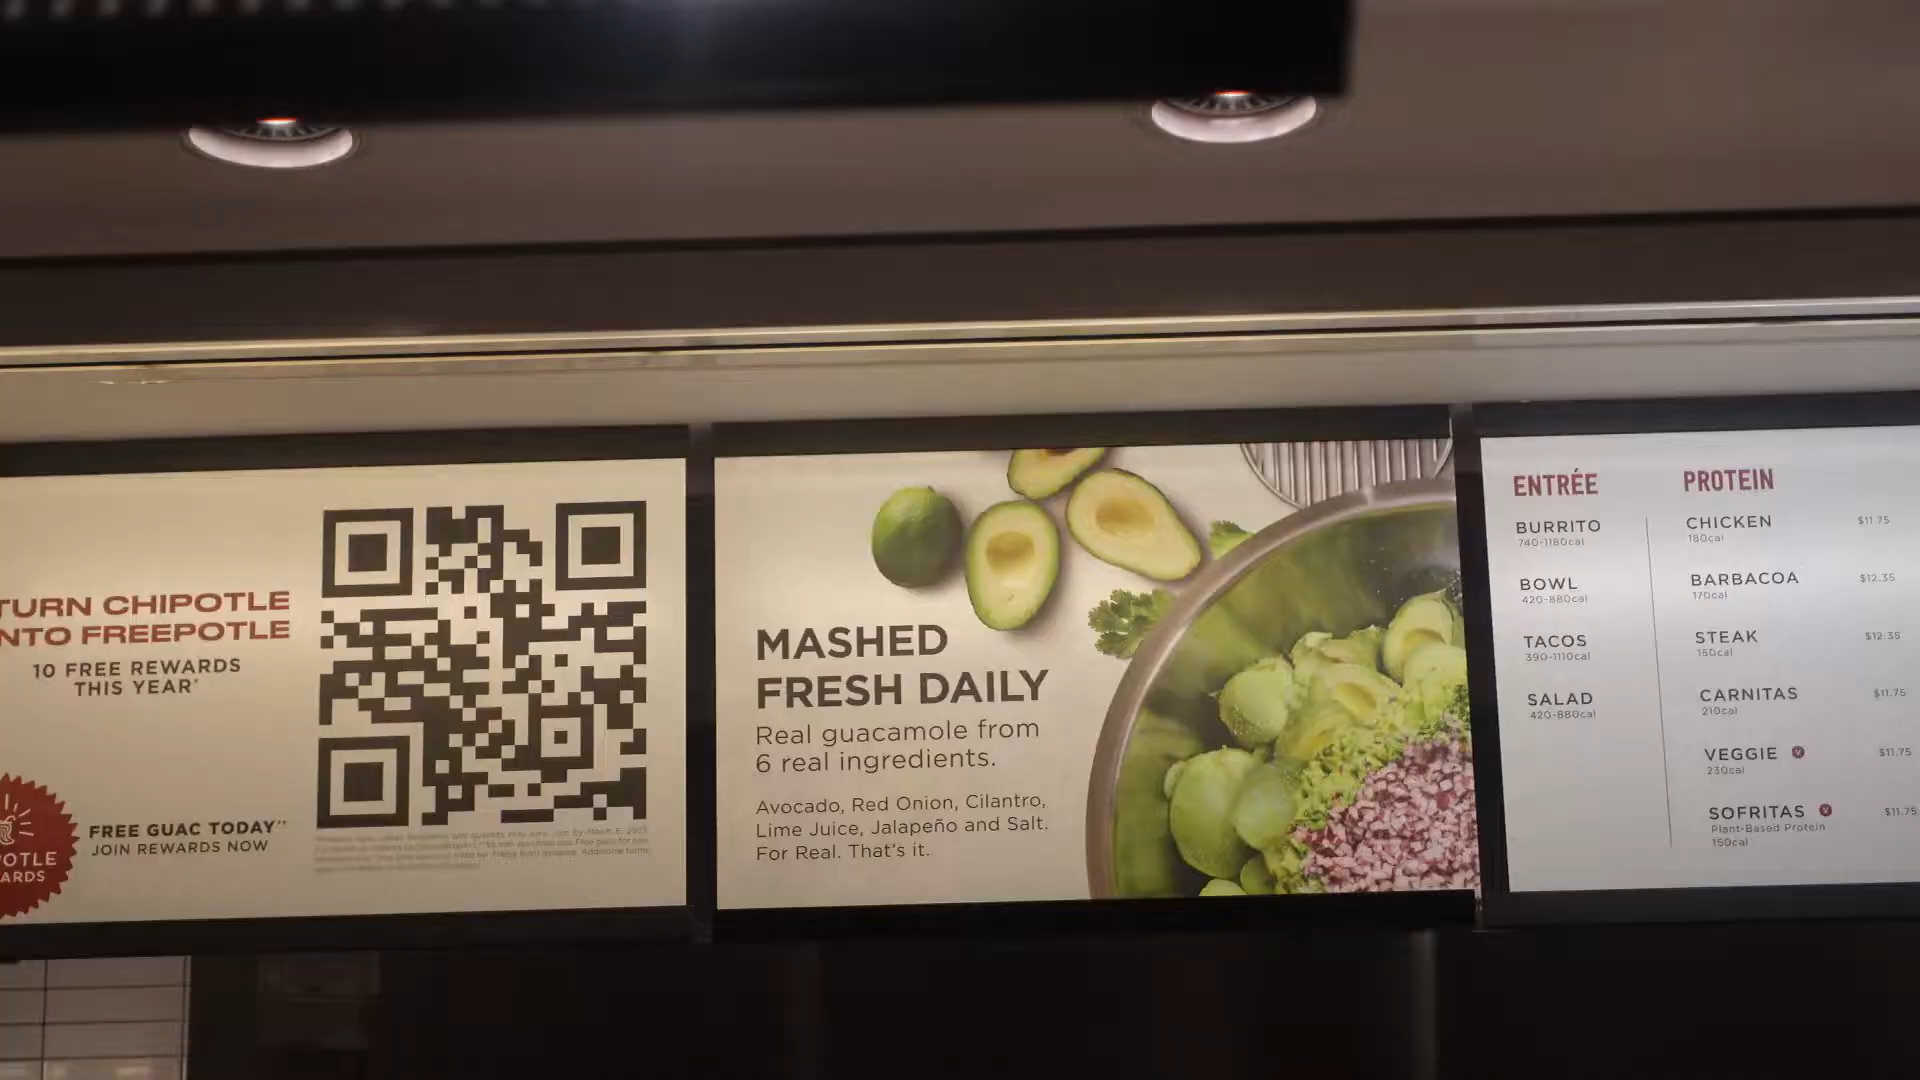 TURN CHIPOTLE
NTO FREEPOTLE
10 FREE REWARDS
THIS YEAR*
FREE GUAC TODAY**
JOIN REWARDS NOW
POTLE
ARDS
MASHED
FRESH DAILY
Real guacamole from
6 real ingredients.
Avocado, Red Onion, Cilantro,
Lime Juice, Jalapeño and Salt.
For Real. That's it.
ENTRÉE
BURRITO
740-1180cal
BOWL
420-880cal
TACOS
390-1110cal
SALAD
420-880cal
PROTEIN
CHICKEN $11.75
180cal
BARBACOA $12.35
170cal
STEAK $12.35
150cal
CARNITAS $11.75
210cal
VEGGIE V $11.75
230cal
SOFRITAS V $11.75
Plant-Based Protein
150cal